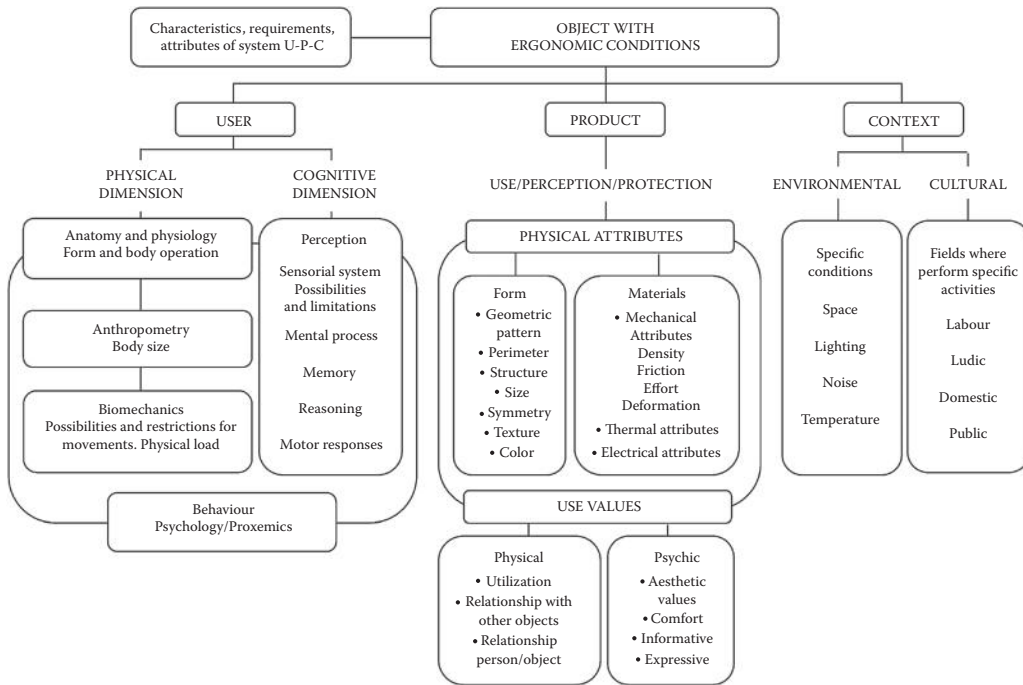 Characteristics, requirements,
attributes of system U-P-C
OBJECT WITH
ERGONOMIC CONDITIONS
USER
PRODUCT
CONTEXT
PHYSICAL
DIMENSION
COGNITIVE
DIMENSION
USE/PERCEPTION/PROTECTION
ENVIRONMENTAL
CULTURAL
Anatomy and physiology
Form and body operation
Anthropometry
Body size
Biomechanics
Possibilities and restrictions for
movements. Physical load
Perception
Sensorial system
Possibilities
and limitations
Mental process
Memory
Reasoning
Motor responses
Behaviour
Psychology/Proxemics
PHYSICAL ATTRIBUTES
Form
• Geometric
pattern
• Perimeter
• Structure
• Size
• Symmetry
• Texture
• Color
Materials
• Mechanical
Attributes
Density
Friction
Effort
Deformation
• Thermal attributes
• Electrical attributes
USE VALUES
Physical
• Utilization
• Relationship with
other objects
• Relationship
person/object
Psychic
• Aesthetic
values
• Comfort
• Informative
• Expressive
Specific
conditions
Space
Lighting
Noise
Temperature
Fields where
perform specific
activities
Labour
Ludic
Domestic
Public